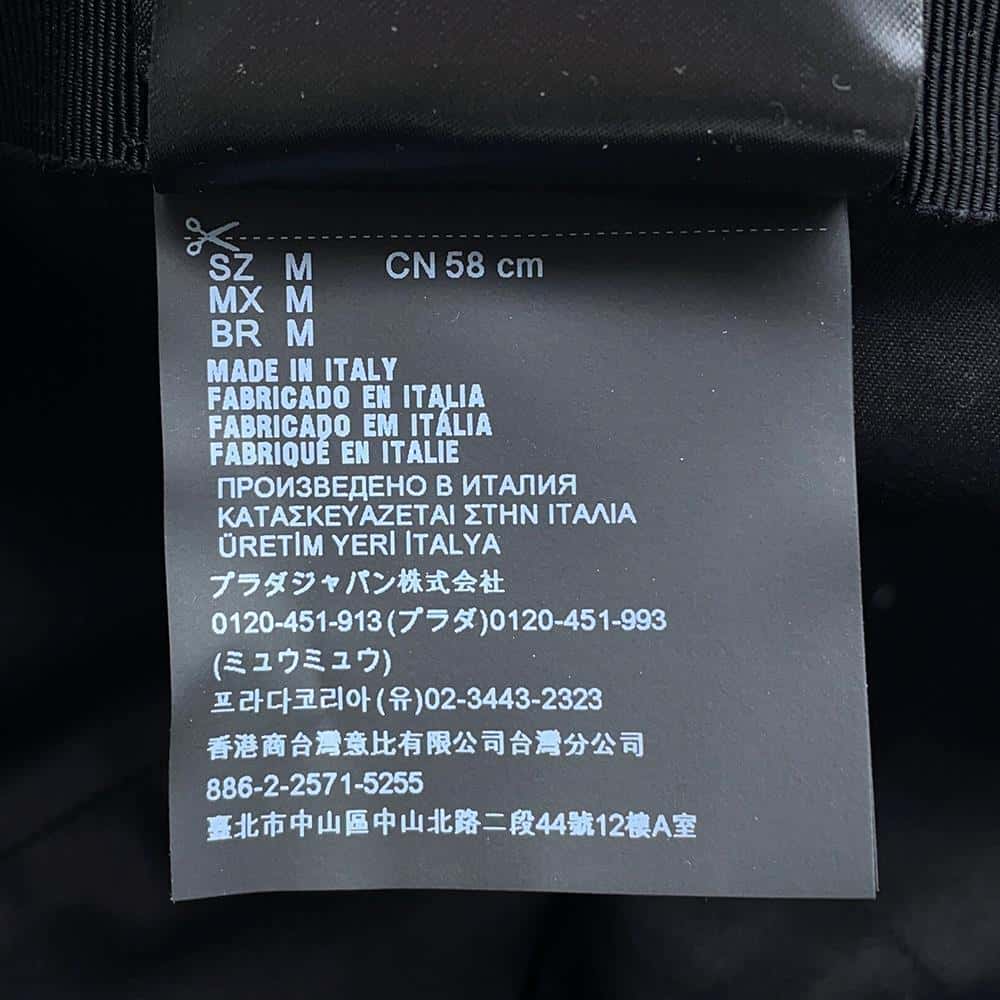 SZ M CN 58 cm
MX M
BR M
MADE IN ITALY
FABRICADO EN ITALIA
FABRICADO EM ITÁLIA
FABRIQUÉ EN ITALIE
ПРОИЗВЕДЕНО В ИТАЛИЯ
ΚΑΤΑΣΚΕΥΑΖΕΤΑΙ ΣΤΗΝ ΙΤΑΛΙΑ
ÜRETİM YERİ İTALYA
プラダジャパン株式会社
0120-451-913(プラダ)0120-451-993
(ミュウミュウ)
프라다코리아(유)02-3443-2323
香港商台灣意比有限公司台灣分公司
886-2-2571-5255
臺北市中山區中山北路二段44號12樓A室